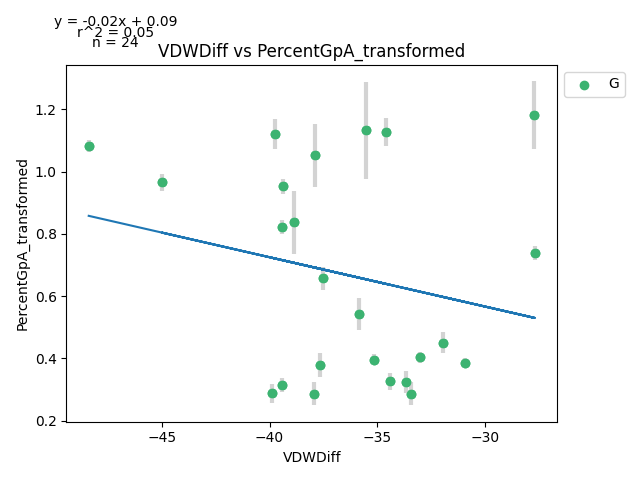 y = -0.02x + 0.09
r^2 = 0.05
n = 24
VDWDiff vs PercentGpA_transformed
G
PercentGpA_transformed
1.2
1.0
0.8
0.6
0.4
0.2
−45 −40 −35 −30
VDWDiff